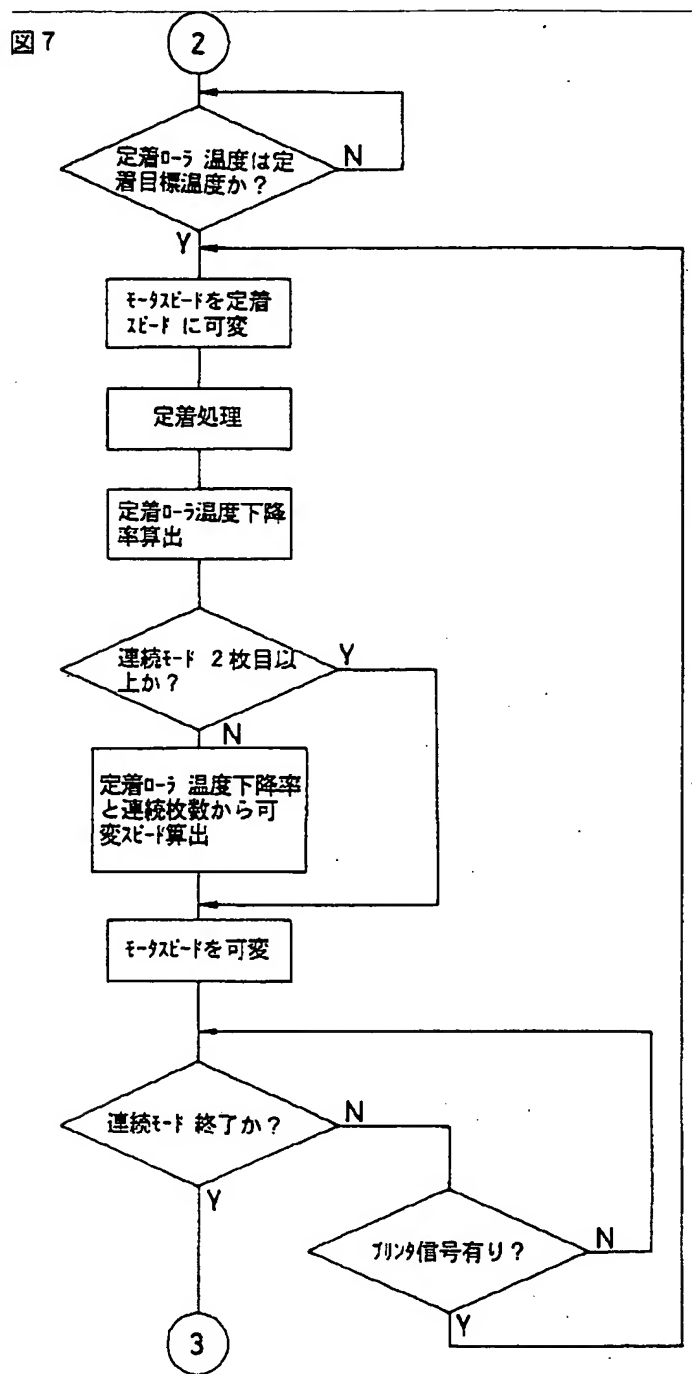 図7
2
定着ﾛｰﾗ 温度は定
着目標温度か？
N
Y
ﾓｰﾀｽﾋﾟｰﾄﾞを定着
ｽﾋﾟｰﾄﾞ に可変
定着処理
定着ﾛｰﾗ温度下降
率算出
連続ﾓｰﾄﾞ 2枚目以
上か？
Y
N
定着ﾛｰﾗ 温度下降率
と連続枚数から可
変ｽﾋﾟｰﾄﾞ算出
ﾓｰﾀｽﾋﾟｰﾄﾞを可変
連続ﾓｰﾄﾞ 終了か？
N
Y
ﾌﾟﾘﾝﾀ信号有り？
N
Y
3